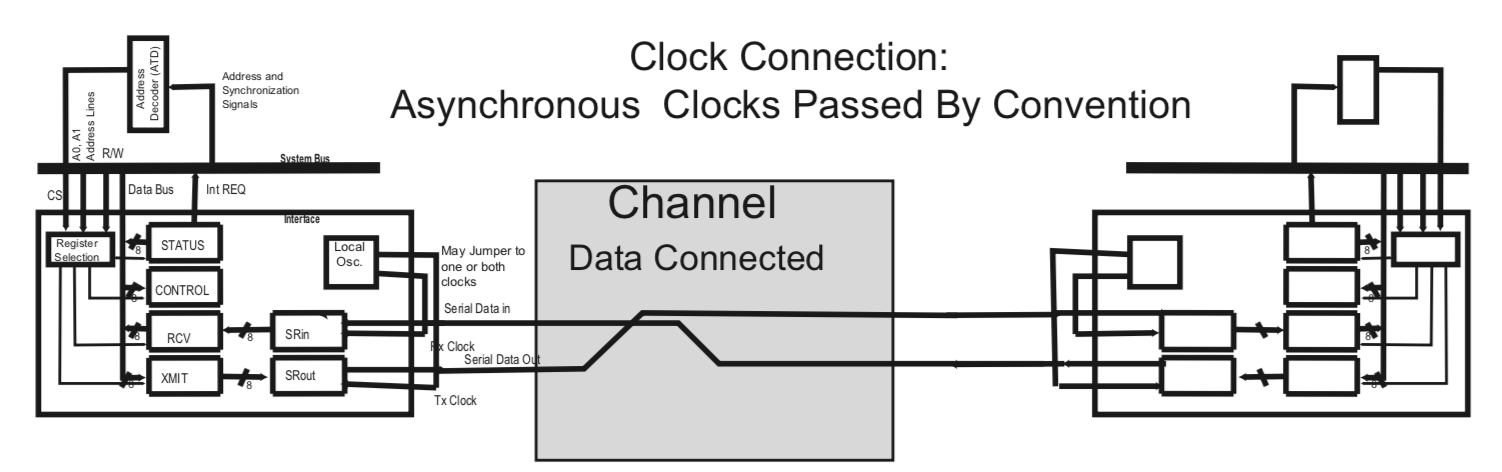 Clock Connection:
Asynchronous Clocks Passed By Convention
Address
Decoder (ATD)
Address and
Synchronization
Signals
A0, A1
Address Lines
R/W
System Bus
CS
Data Bus
Int REQ
Interface
Register
Selection
STATUS
8
CONTROL
8
RCV
8
XMIT
8
8
8
SRin
SRout
Local
Osc.
May Jumper to
one or both
clocks
Serial Data in
Rx Clock
Serial Data Out
Tx Clock
Channel
Data Connected
8
8
8
8